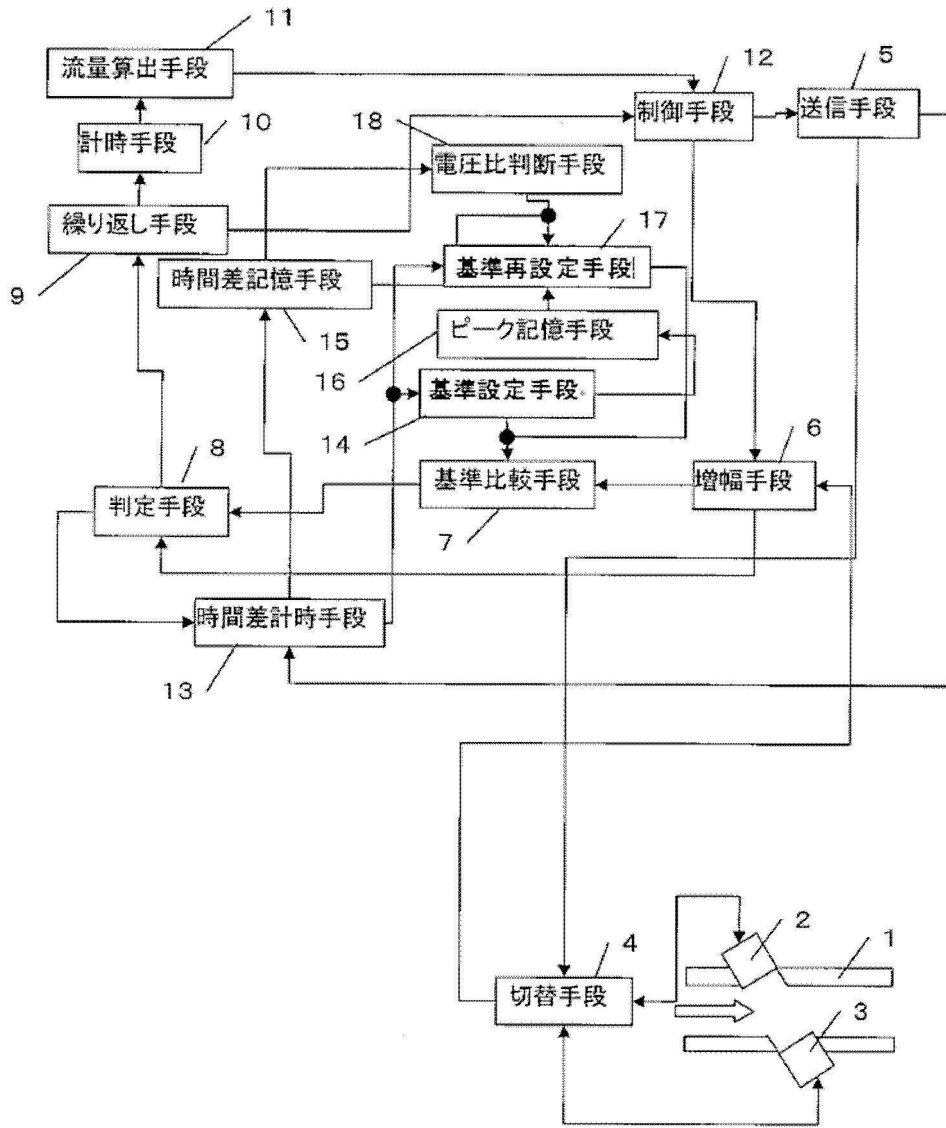 11
流量算出手段
12
5
制御手段
送信手段
10
計時手段
18
電圧比判断手段
繰り返し手段
17
9
時間差記憶手段
基準再設定手段
15
ピーク記憶手段
16
基準設定手段
14
8
6
判定手段
基準比較手段
増幅手段
7
時間差計時手段
13
2
1
4
切替手段
3